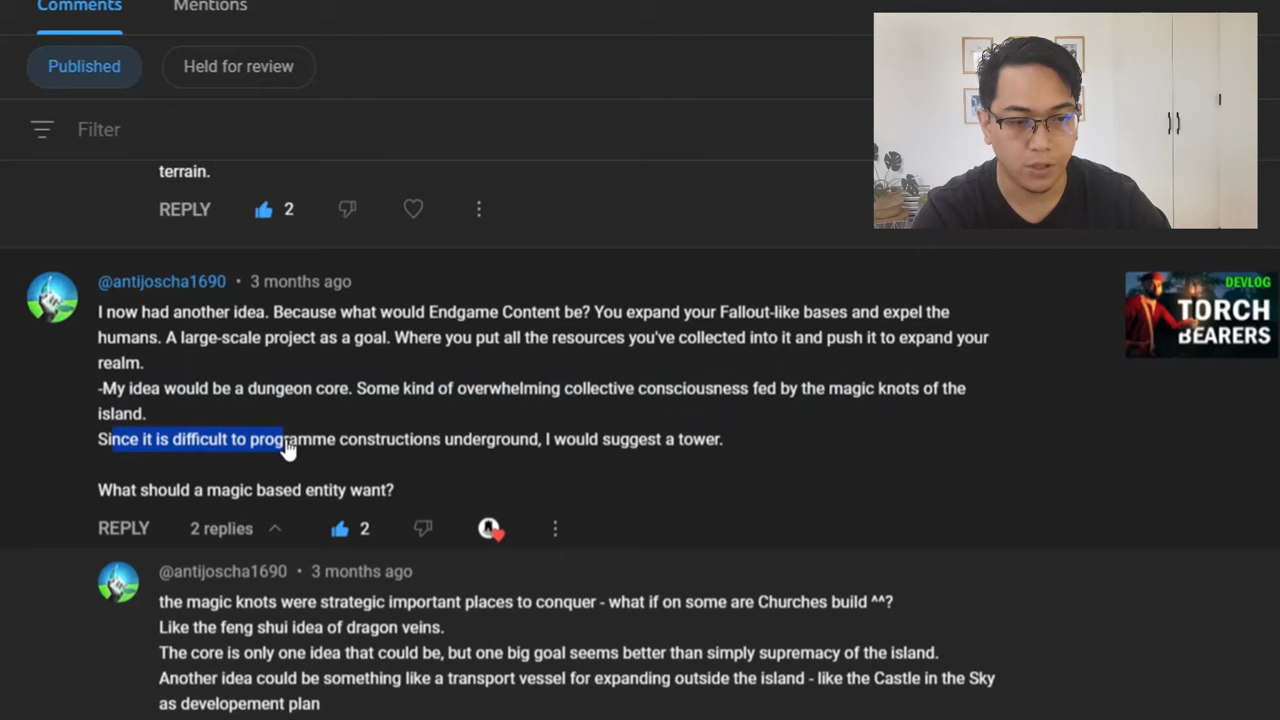 Comments Mentions
Published Held for review
Filter
terrain.
REPLY 2
@antijoscha1690 • 3 months ago
I now had another idea. Because what would Endgame Content be? You expand your Fallout-like bases and expel the
humans. A large-scale project as a goal. Where you put all the resources you've collected into it and push it to expand your
realm.
-My idea would be a dungeon core. Some kind of overwhelming collective consciousness fed by the magic knots of the
island.
Since it is difficult to programme constructions underground, I would suggest a tower.
What should a magic based entity want?
REPLY 2 replies 2
DEVLOG
TORCH
BEARERS
@antijoscha1690 • 3 months ago
the magic knots were strategic important places to conquer - what if on some are Churches build ^^?
Like the feng shui idea of dragon veins.
The core is only one idea that could be, but one big goal seems better than simply supremacy of the island.
Another idea could be something like a transport vessel for expanding outside the island - like the Castle in the Sky
as developement plan